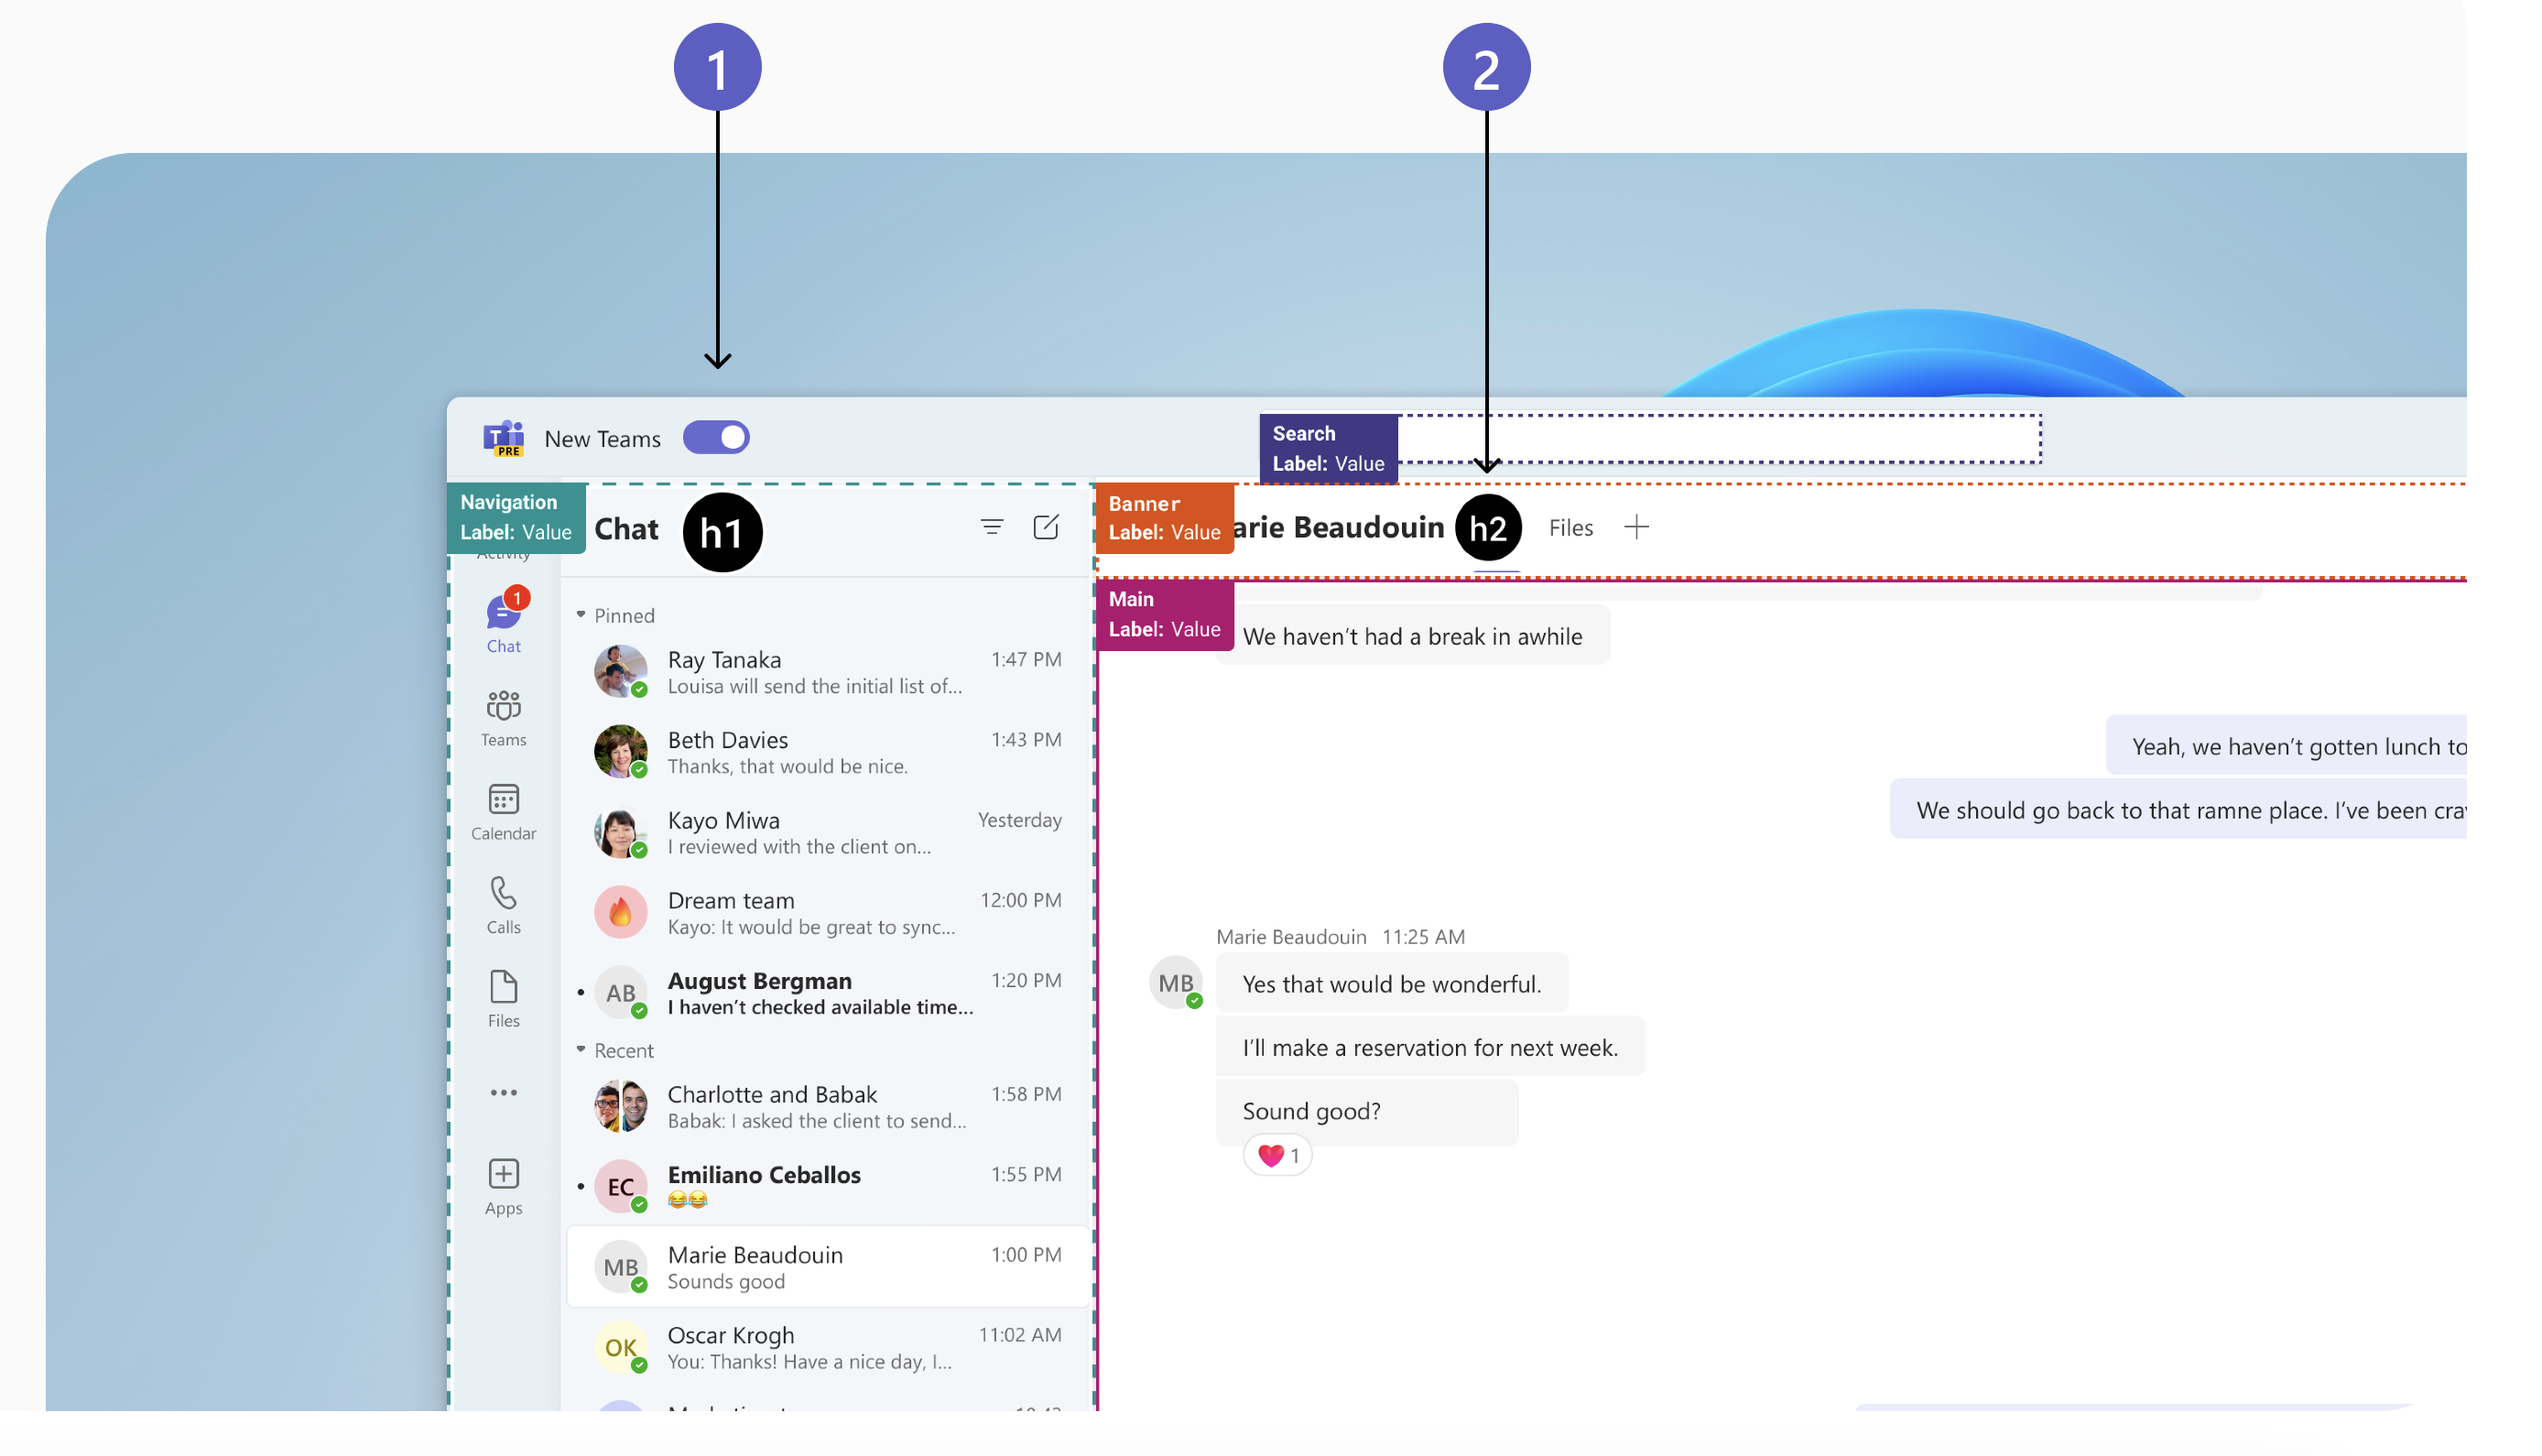 1
2
T
PRE
New Teams
Search
Label: Value
Navigation
Label: Value
Activity
Chat
h1
Banner
Label: Value
arie Beaudouin
h2
Files
Main
Label: Value
1
Chat
Teams
Calendar
Calls
Files
Apps
Pinned
Ray Tanaka 1:47 PM
Louisa will send the initial list of...
Beth Davies 1:43 PM
Thanks, that would be nice.
Kayo Miwa Yesterday
I reviewed with the client on...
Dream team 12:00 PM
Kayo: It would be great to sync...
AB
August Bergman 1:20 PM
I haven't checked available time...
Recent
Charlotte and Babak 1:58 PM
Babak: I asked the client to send...
EC
Emiliano Ceballos 1:55 PM
😂😂
MB
Marie Beaudouin 1:00 PM
Sounds good
OK
Oscar Krogh 11:02 AM
You: Thanks! Have a nice day, I...
We haven't had a break in awhile
Yeah, we haven't gotten lunch to
We should go back to that ramne place. I've been cra
Marie Beaudouin 11:25 AM
MB
Yes that would be wonderful.
I'll make a reservation for next week.
Sound good?
1